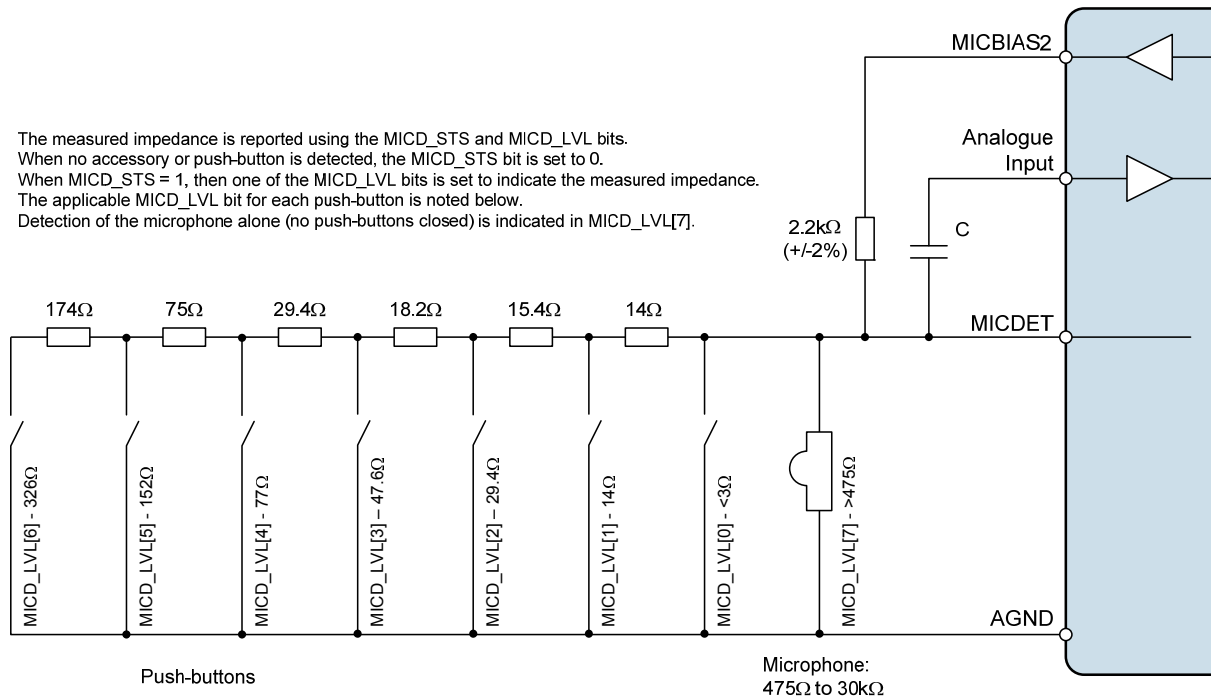 MICBIAS2
The measured impedance is reported using the MICD_STS and MICD_LVL bits.
When no accessory or push-button is detected, the MICD_STS bit is set to 0.
When MICD_STS = 1, then one of the MICD_LVL bits is set to indicate the measured impedance.
The applicable MICD_LVL bit for each push-button is noted below.
Detection of the microphone alone (no push-buttons closed) is indicated in MICD_LVL[7].
Analogue
Input
2.2kΩ
(+/-2%)
C
174Ω
75Ω
29.4Ω
18.2Ω
15.4Ω
14Ω
MICDET
MICD_LVL[6] - 326Ω
MICD_LVL[5] - 152Ω
MICD_LVL[4] - 77Ω
MICD_LVL[3] – 47.6Ω
MICD_LVL[2] – 29.4Ω
MICD_LVL[1] - 14Ω
MICD_LVL[0] - <3Ω
MICD_LVL[7] - >475Ω
AGND
Push-buttons
Microphone:
475Ω to 30kΩ